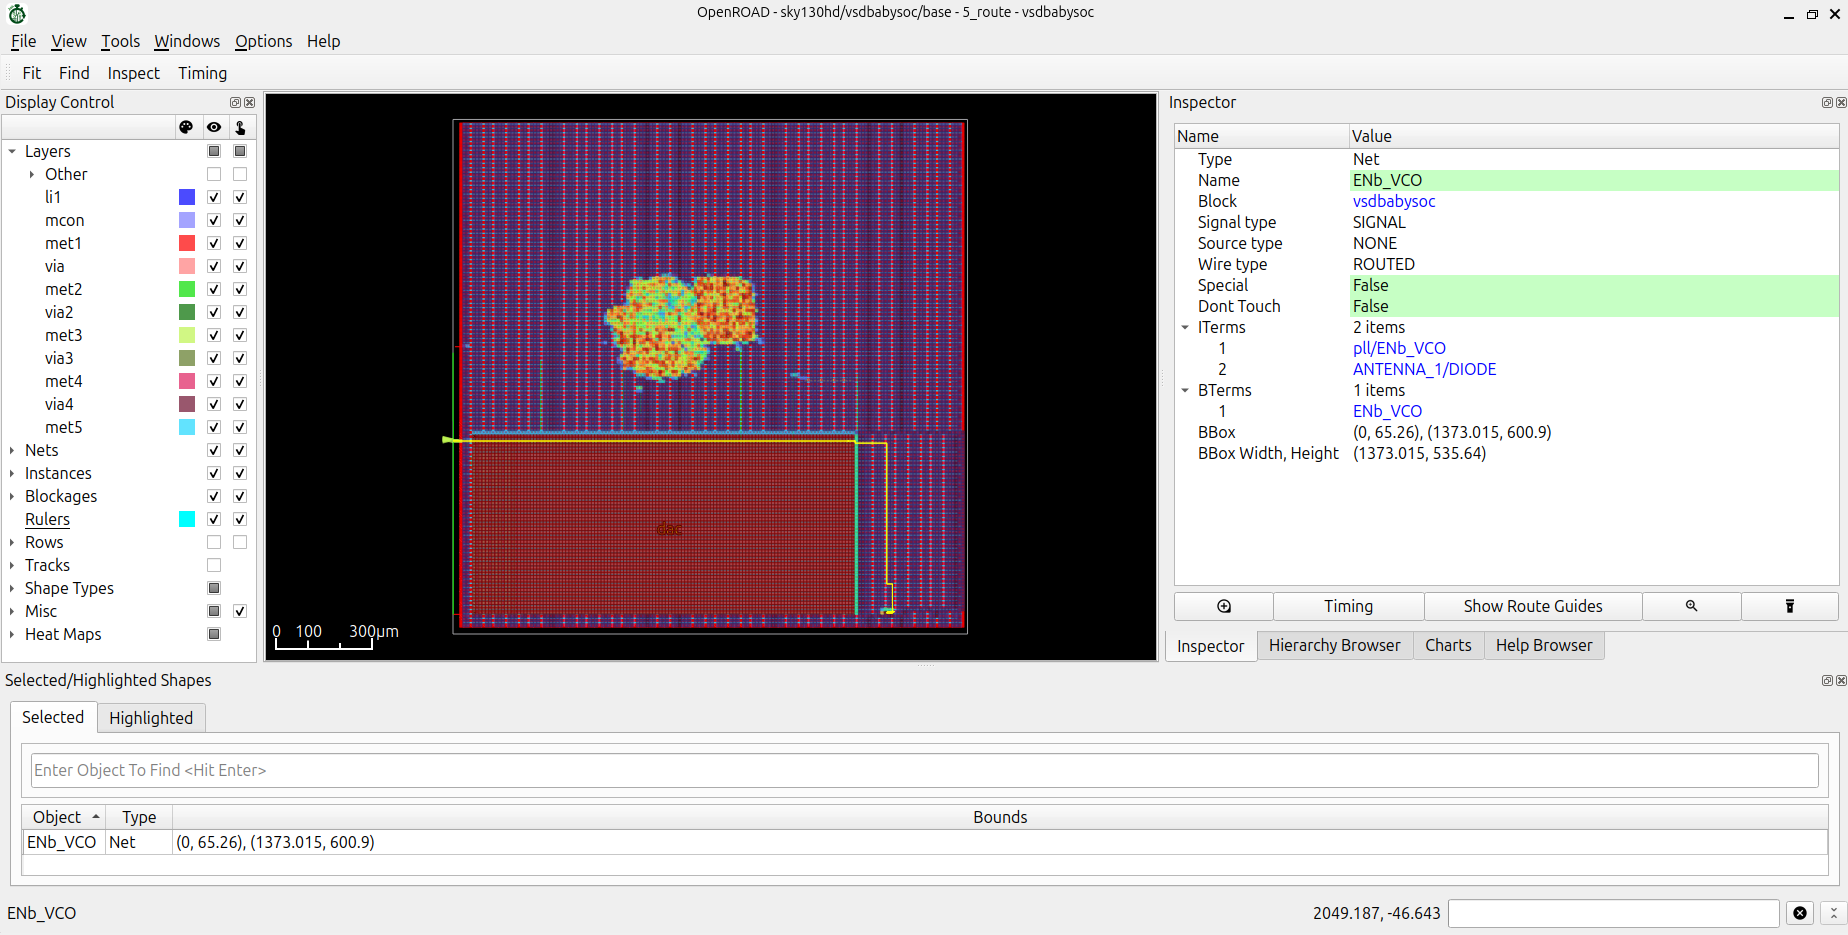 OpenROAD - sky130hd/vsdbabysoc/base - 5_route - vsdbabysoc
File View Tools Windows Options Help
Fit Find Inspect Timing
Display Control
Layers
Other
li1
mcon
met1
via
met2
via2
met3
via3
met4
via4
met5
Nets
Instances
Blockages
Rulers
Rows
Tracks
Shape Types
Misc
Heat Maps
dac
0 100 300μm
Inspector
Name Value
Type Net
Name ENb_VCO
Block vsdbabysoc
Signal type SIGNAL
Source type NONE
Wire type ROUTED
Special False
Dont Touch False
ITerms 2 items
1 pll/ENb_VCO
2 ANTENNA_1/DIODE
BTerms 1 items
1 ENb_VCO
BBox (0, 65.26), (1373.015, 600.9)
BBox Width, Height (1373.015, 535.64)
Timing Show Route Guides
Inspector Hierarchy Browser Charts Help Browser
Selected/Highlighted Shapes
Selected Highlighted
Enter Object To Find <Hit Enter>
Object Type Bounds
ENb_VCO Net (0, 65.26), (1373.015, 600.9)
ENb_VCO 2049.187, -46.643